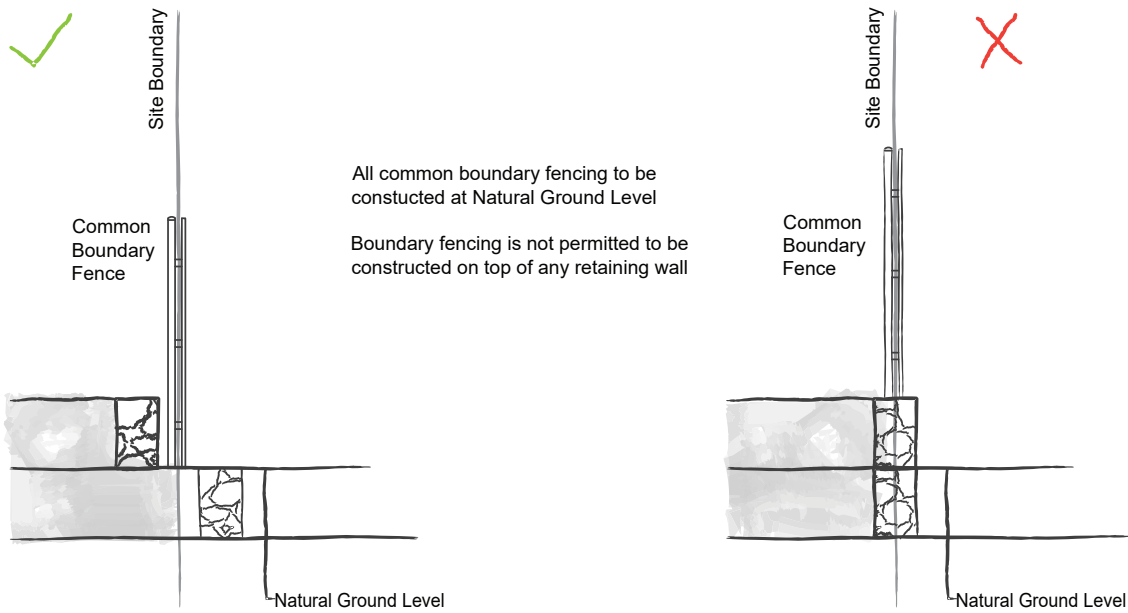 Site Boundary
Common
Boundary
Fence
All common boundary fencing to be
constucted at Natural Ground Level
Boundary fencing is not permitted to be
constructed on top of any retaining wall
Natural Ground Level
Site Boundary
Common
Boundary
Fence
Natural Ground Level